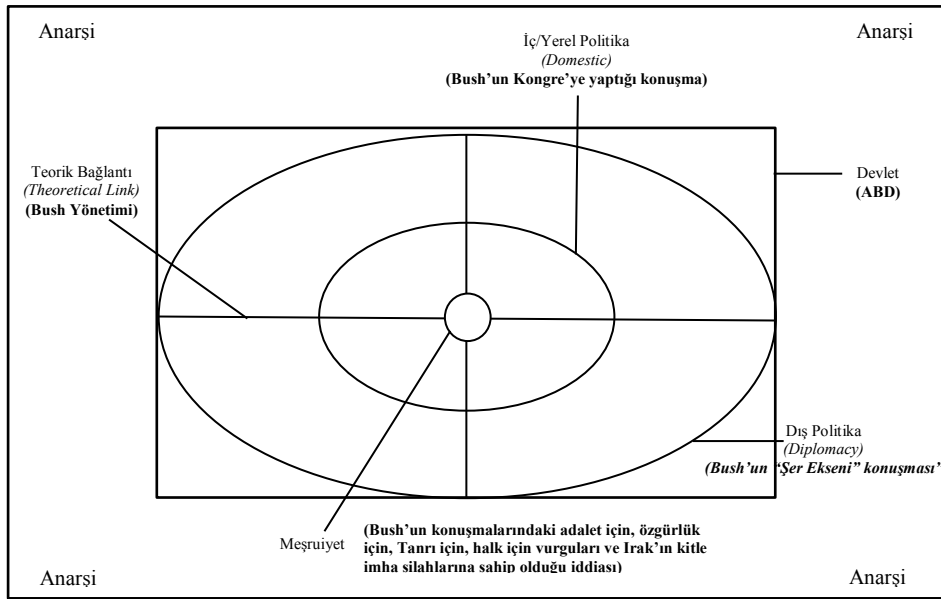 Anarşi
Anarşi
İç/Yerel Politika
(Domestic)
(Bush’un Kongre’ye yaptığı konuşma)
Teorik Bağlantı
(Theoretical Link)
(Bush Yönetimi)
Devlet
(ABD)
Dış Politika
(Diplomacy)
(Bush’un “Şer Ekseni” konuşması’
Meşruiyet
(Bush’un konuşmalarındaki adalet için, özgürlük
için, Tanrı için, halk için vurguları ve Irak’ın kitle
imha silahlarına sahip olduğu iddiası)
Anarşi
Anarşi